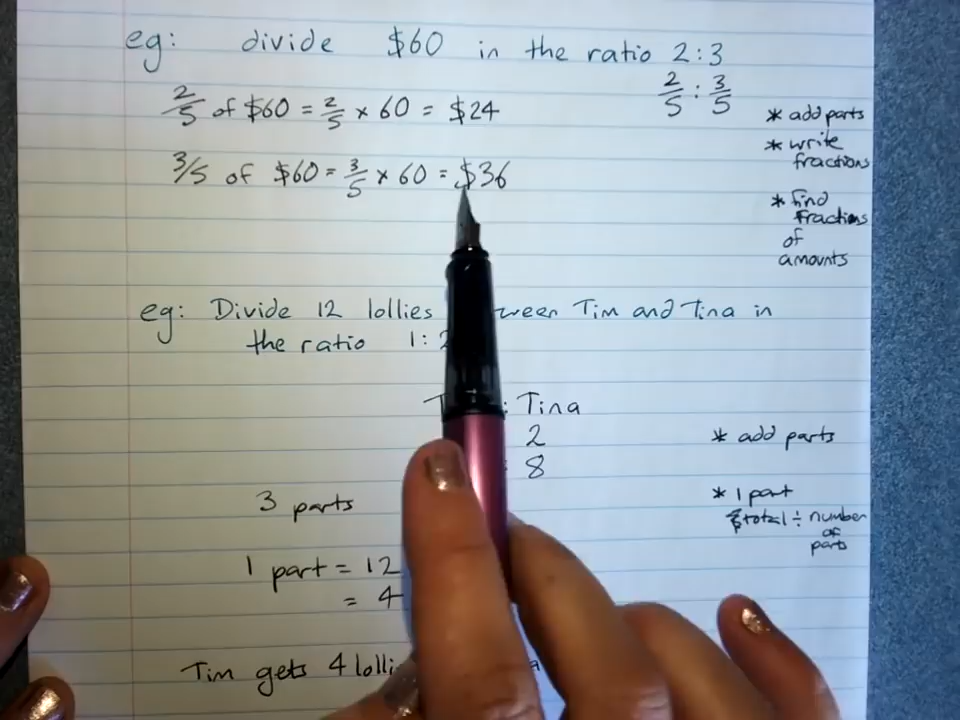 eg: divide $60 in the ratio 2:3
2/5 : 3/5
2/5 of $60 = 2/5 × 60 = $24
3/5 of $60 = 3/5 × 60 = $36
* add parts
* write
fractions
* find
fractions
of
amounts
eg: Divide 12 lollies Tim and Tina in
the ratio 1:
: Tina
2
8
* add parts
3 parts
* 1 part
total ÷ number
of
parts
1 part = 12
= 4
Tim gets 4